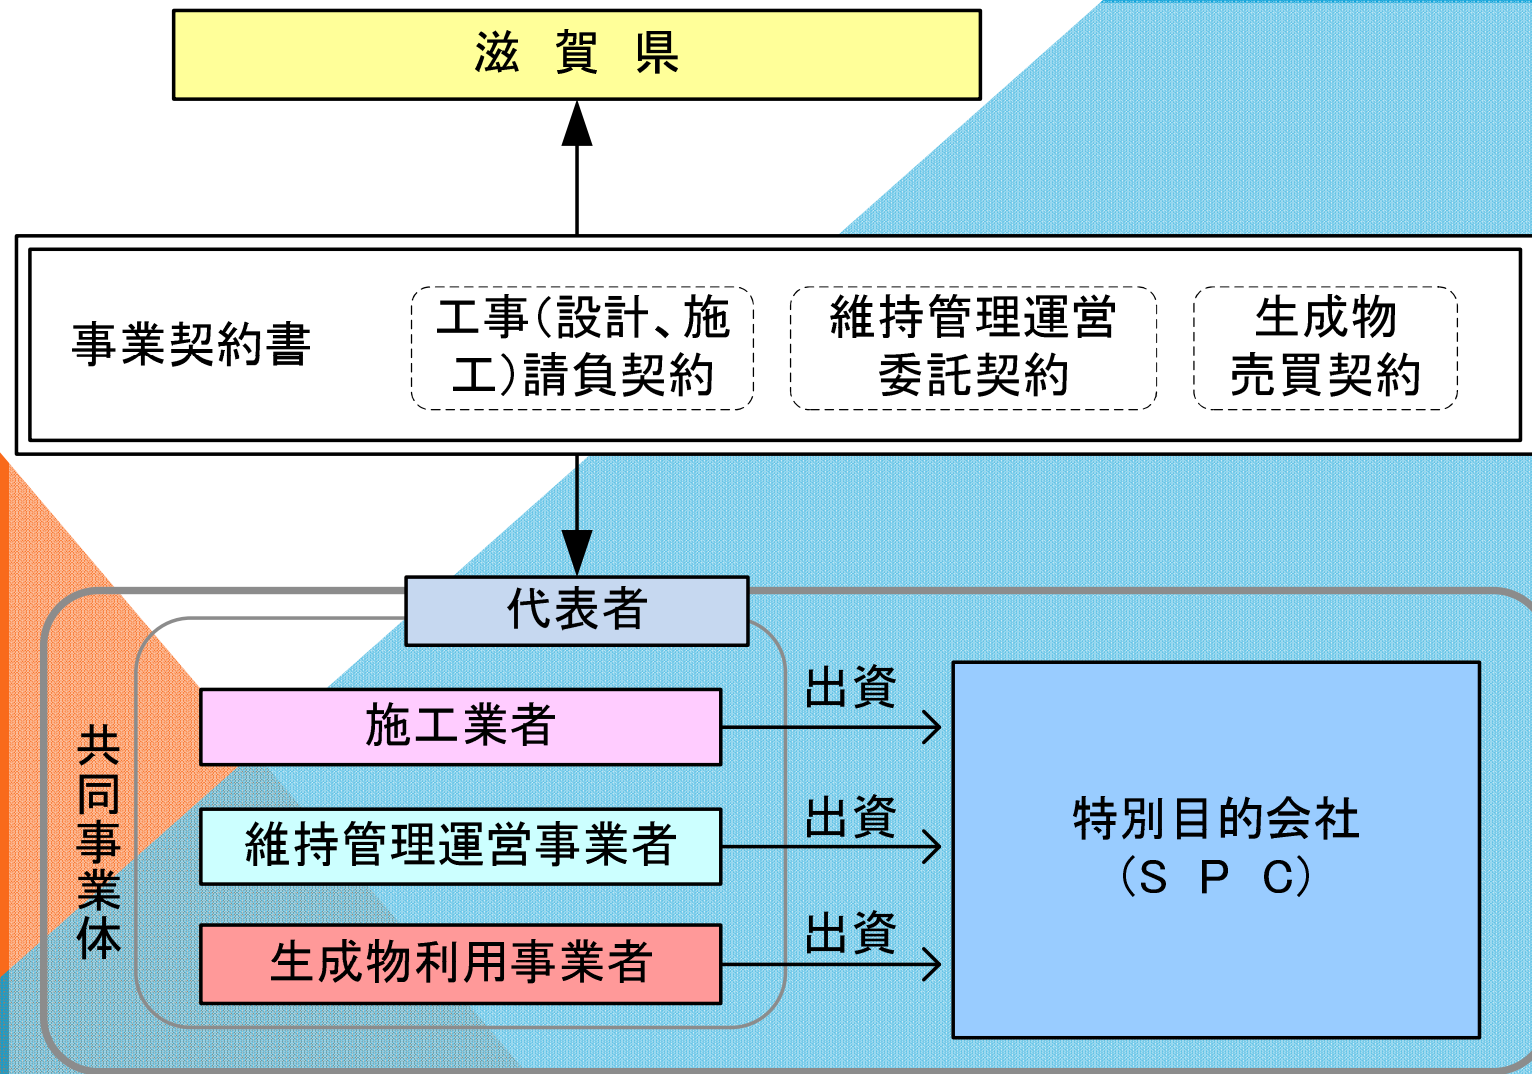 滋　賀　県
事業契約書
工事（設計、施
工）請負契約
維持管理運営
委託契約
生成物
売買契約
代表者
共同事業体
施工業者
出資
維持管理運営事業者
出資
生成物利用事業者
出資
特別目的会社
（S　P　C）